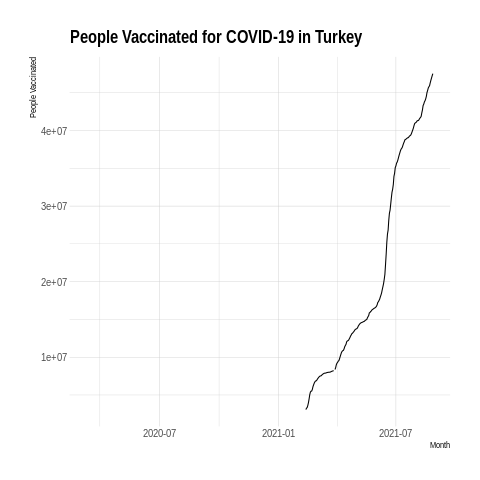 People Vaccinated for COVID-19 in Turkey
People Vaccinated
4e+07
3e+07
2e+07
1e+07
2020-07 2021-01 2021-07
Month